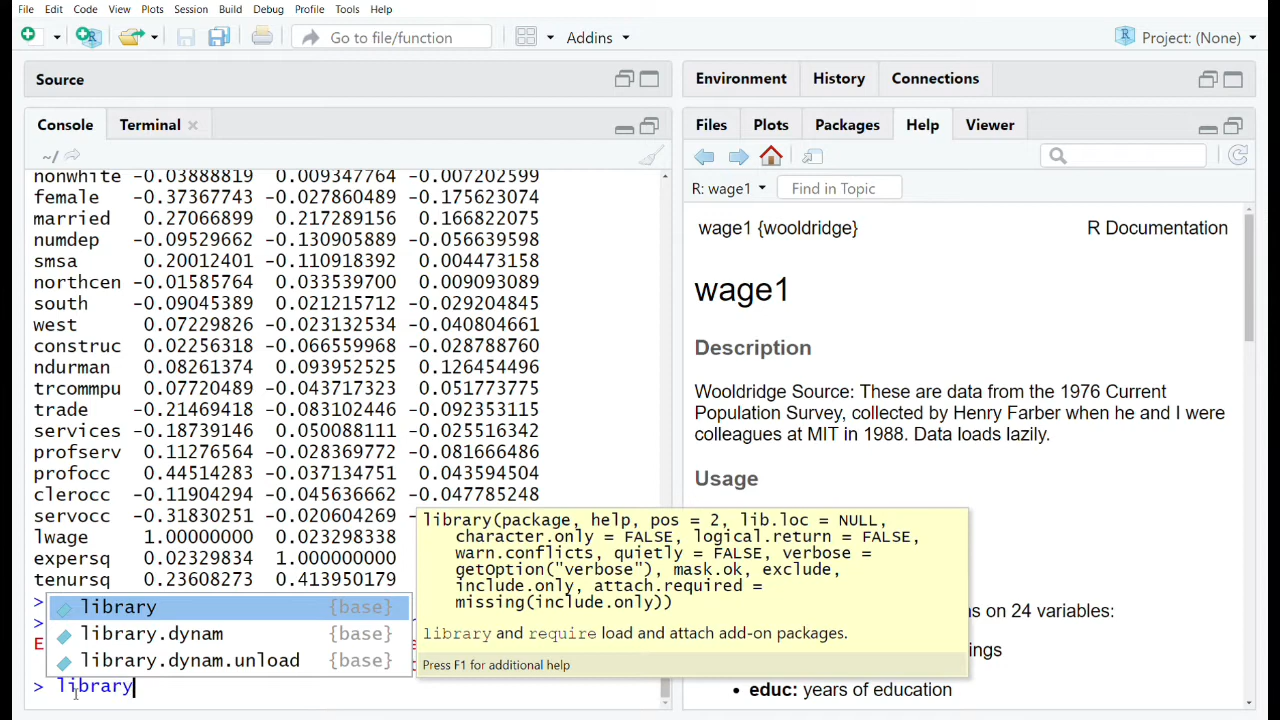 File Edit Code View Plots Session Build Debug Profile Tools Help
Go to file/function Addins Project: (None)
Source
Environment History Connections
Console Terminal
Files Plots Packages Help Viewer
~/
R: wage1 Find in Topic
nonwhite -0.03888819 0.009347764 -0.007202599
female -0.37367743 -0.027860489 -0.175623074
married 0.27066899 0.217289156 0.166822075
numdep -0.09529662 -0.130905889 -0.056639598
smsa 0.20012401 -0.110918392 0.004473158
northcen -0.01585764 0.033539700 0.009093089
south -0.09045389 0.021215712 -0.029204845
west 0.07229826 -0.023132534 -0.040804661
construc 0.02256318 -0.066559968 -0.028788760
ndurman 0.08261374 0.093952525 0.126454496
trcommpu 0.07720489 -0.043717323 0.051773775
trade -0.21469418 -0.083102446 -0.092353115
services -0.18739146 0.050088111 -0.025516342
profserv 0.11276564 -0.028369772 -0.081666486
profocc 0.44514283 -0.037134751 0.043594504
clerocc -0.11904294 -0.045636662 -0.047785248
servocc -0.31830251 -0.020604269
lwage 1.00000000 0.023298338
expersq 0.02329834 1.000000000
tenursq 0.23608273 0.413950179
>
>
E
library {base}
library.dynam {base}
library.dynam.unload {base}
> library
library(package, help, pos = 2, lib.loc = NULL,
character.only = FALSE, logical.return = FALSE,
warn.conflicts, quietly = FALSE, verbose =
getOption("verbose"), mask.ok, exclude,
include.only, attach.required =
missing(include.only))
library and require load and attach add-on packages.
Press F1 for additional help
wage1 {wooldridge} R Documentation
wage1
Description
Wooldridge Source: These are data from the 1976 Current
Population Survey, collected by Henry Farber when he and I were
colleagues at MIT in 1988. Data loads lazily.
Usage
on 24 variables:
• educ: years of education